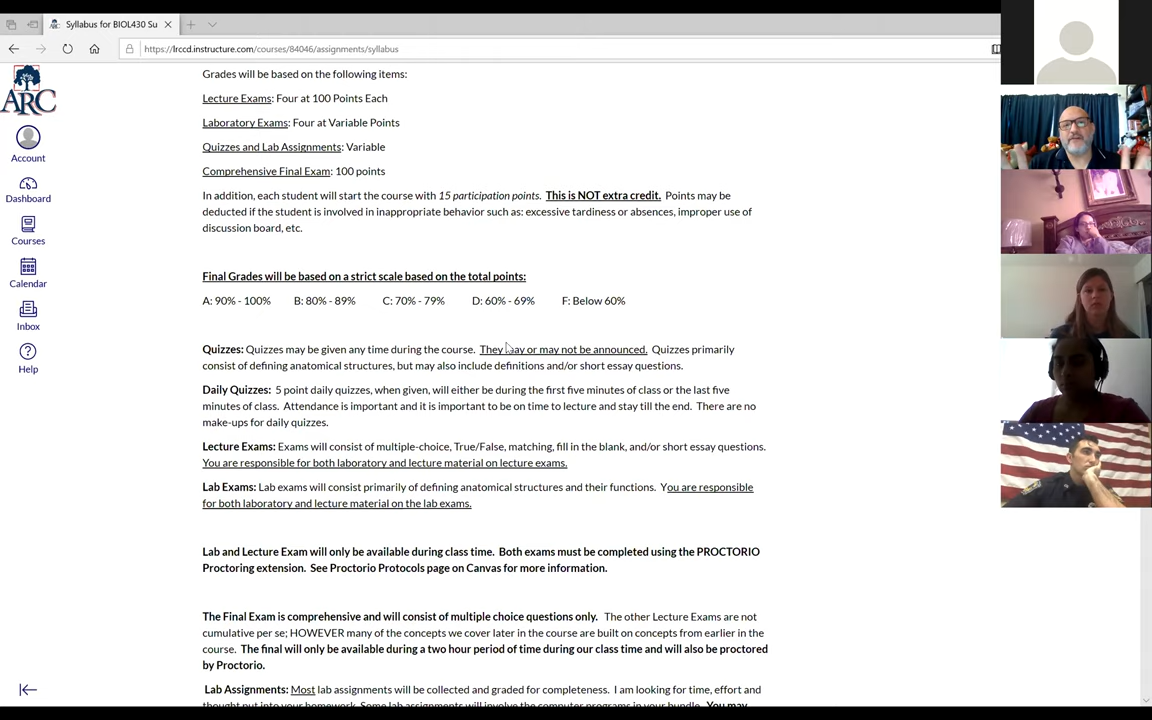 Syllabus for BIOL430 Su
https://lrccd.instructure.com/courses/84046/assignments/syllabus
ARC
Account
Dashboard
Courses
Calendar
Inbox
Help
Grades will be based on the following items:
Lecture Exams: Four at 100 Points Each
Laboratory Exams: Four at Variable Points
Quizzes and Lab Assignments: Variable
Comprehensive Final Exam: 100 points
In addition, each student will start the course with 15 participation points. This is NOT extra credit. Points may be
deducted if the student is involved in inappropriate behavior such as: excessive tardiness or absences, improper use of
discussion board, etc.
Final Grades will be based on a strict scale based on the total points:
A: 90% - 100% B: 80% - 89% C: 70% - 79% D: 60% - 69% F: Below 60%
Quizzes: Quizzes may be given any time during the course. They may or may not be announced. Quizzes primarily
consist of defining anatomical structures, but may also include definitions and/or short essay questions.
Daily Quizzes: 5 point daily quizzes, when given, will either be during the first five minutes of class or the last five
minutes of class. Attendance is important and it is important to be on time to lecture and stay till the end. There are no
make-ups for daily quizzes.
Lecture Exams: Exams will consist of multiple-choice, True/False, matching, fill in the blank, and/or short essay questions.
You are responsible for both laboratory and lecture material on lecture exams.
Lab Exams: Lab exams will consist primarily of defining anatomical structures and their functions. You are responsible
for both laboratory and lecture material on the lab exams.
Lab and Lecture Exam will only be available during class time. Both exams must be completed using the PROCTORIO
Proctoring extension. See Proctorio Protocols page on Canvas for more information.
The Final Exam is comprehensive and will consist of multiple choice questions only. The other Lecture Exams are not
cumulative per se; HOWEVER many of the concepts we cover later in the course are built on concepts from earlier in the
course. The final will only be available during a two hour period of time during our class time and will also be proctored
by Proctorio.
Lab Assignments: Most lab assignments will be collected and graded for completeness. I am looking for time, effort and
thought put into your homework. Some lab assignments will involve the computer programs in your bundle. You may